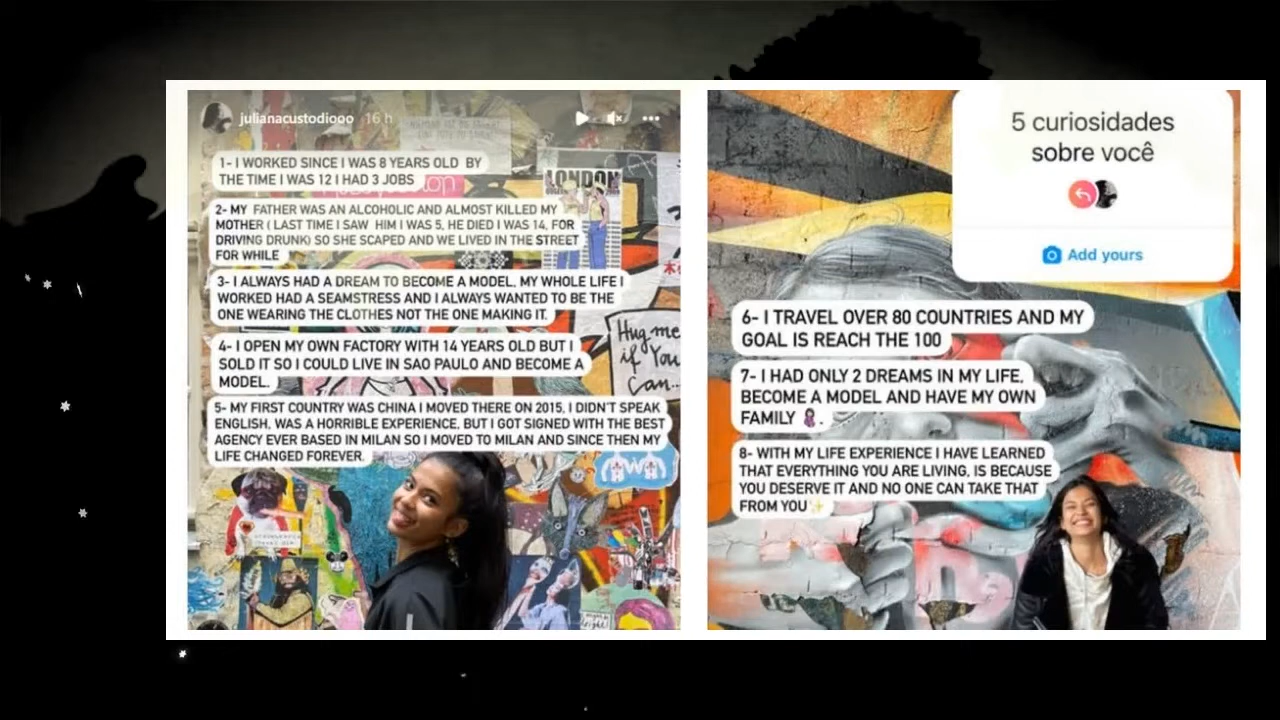 julianacustodiooo 16 h
1- I WORKED SINCE I WAS 8 YEARS OLD BY
THE TIME I WAS 12 I HAD 3 JOBS
LONDON
2- MY FATHER WAS AN ALCOHOLIC AND ALMOST KILLED MY
MOTHER ( LAST TIME I SAW HIM I WAS 5, HE DIED I WAS 14, FOR
DRIVING DRUNK) SO SHE SCAPED AND WE LIVED IN THE STREET
FOR WHILE
3- I ALWAYS HAD A DREAM TO BECOME A MODEL, MY WHOLE LIFE I
WORKED HAD A SEAMSTRESS AND I ALWAYS WANTED TO BE THE
ONE WEARING THE CLOTHES NOT THE ONE MAKING IT.
Hug me
if You
Can...
4- I OPEN MY OWN FACTORY WITH 14 YEARS OLD BUT I
SOLD IT SO I COULD LIVE IN SAO PAULO AND BECOME A
MODEL.
5- MY FIRST COUNTRY WAS CHINA I MOVED THERE ON 2015, I DIDN'T SPEAK
ENGLISH, WAS A HORRIBLE EXPERIENCE, BUT I GOT SIGNED WITH THE BEST
AGENCY EVER BASED IN MILAN SO I MOVED TO MILAN AND SINCE THEN MY
LIFE CHANGED FOREVER.
5 curiosidades
sobre você
Add yours
6- I TRAVEL OVER 80 COUNTRIES AND MY
GOAL IS REACH THE 100
7- I HAD ONLY 2 DREAMS IN MY LIFE,
BECOME A MODEL AND HAVE MY OWN
FAMILY 🤰🏾.
8- WITH MY LIFE EXPERIENCE I HAVE LEARNED
THAT EVERYTHING YOU ARE LIVING, IS BECAUSE
YOU DESERVE IT AND NO ONE CAN TAKE THAT
FROM YOU✨